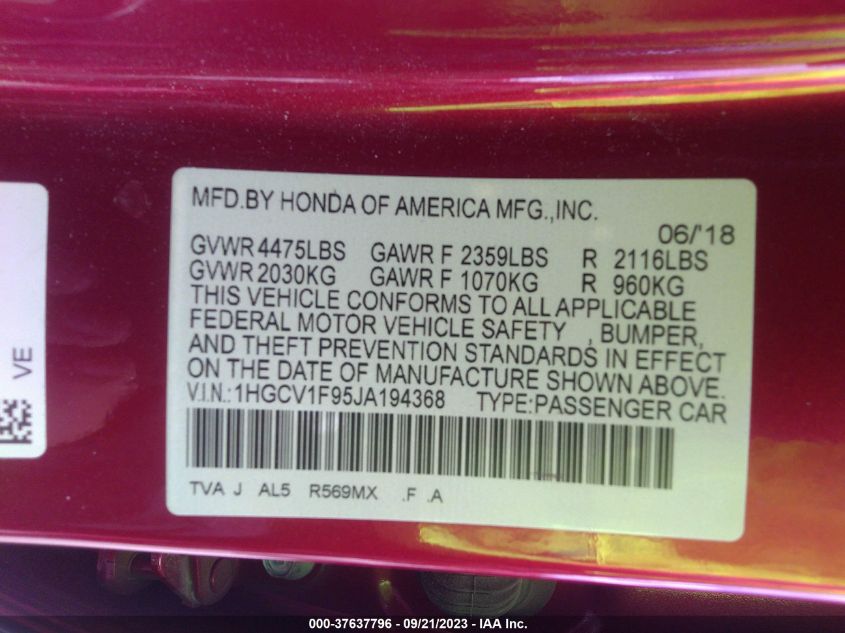 MFD.BY HONDA OF AMERICA MFG.,INC.
06/'18
GVWR 4475LBS GAWR F 2359LBS R 2116LBS
GVWR 2030KG GAWR F 1070KG R 960KG
THIS VEHICLE CONFORMS TO ALL APPLICABLE
FEDERAL MOTOR VEHICLE SAFETY , BUMPER,
AND THEFT PREVENTION STANDARDS IN EFFECT
ON THE DATE OF MANUFACTURE SHOWN ABOVE.
V.I.N.:1HGCV1F95JA194368 TYPE:PASSENGER CAR
TVA J AL5 R569MX .F .A
VE
000-37637796 - 09/21/2023 - IAA Inc.